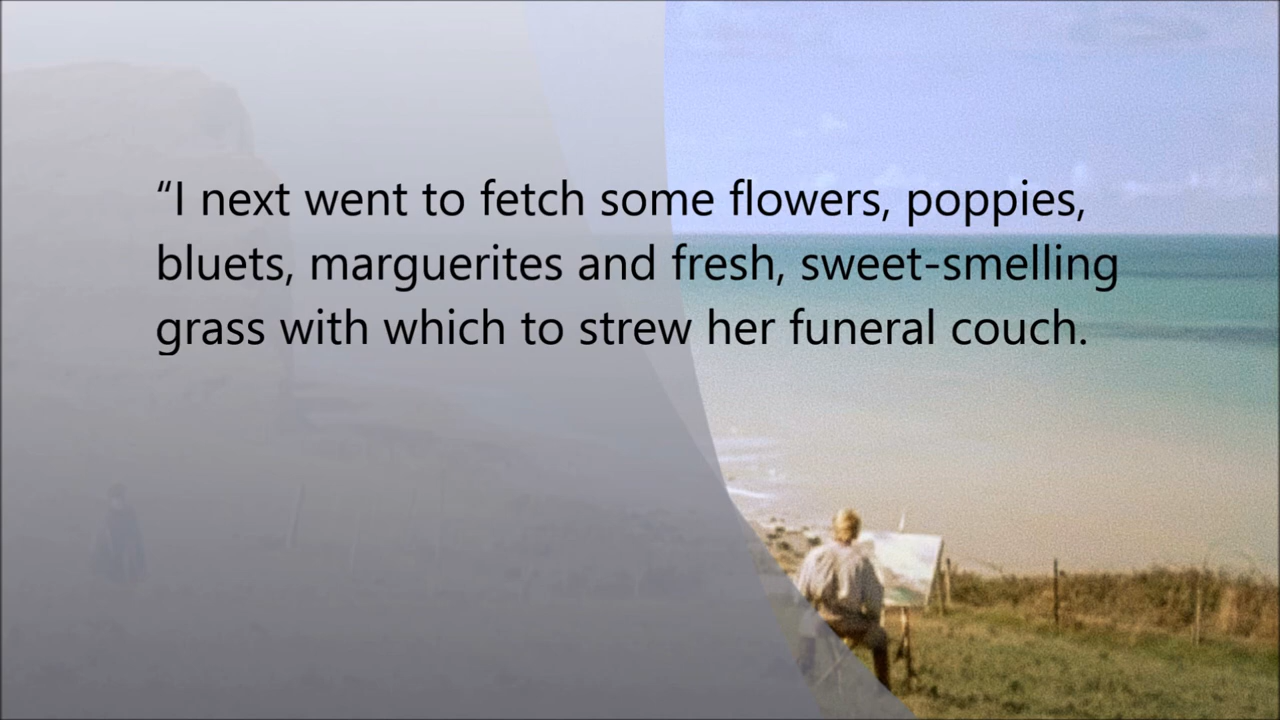 “I next went to fetch some flowers, poppies,
bluets, marguerites and fresh, sweet-smelling
grass with which to strew her funeral couch.